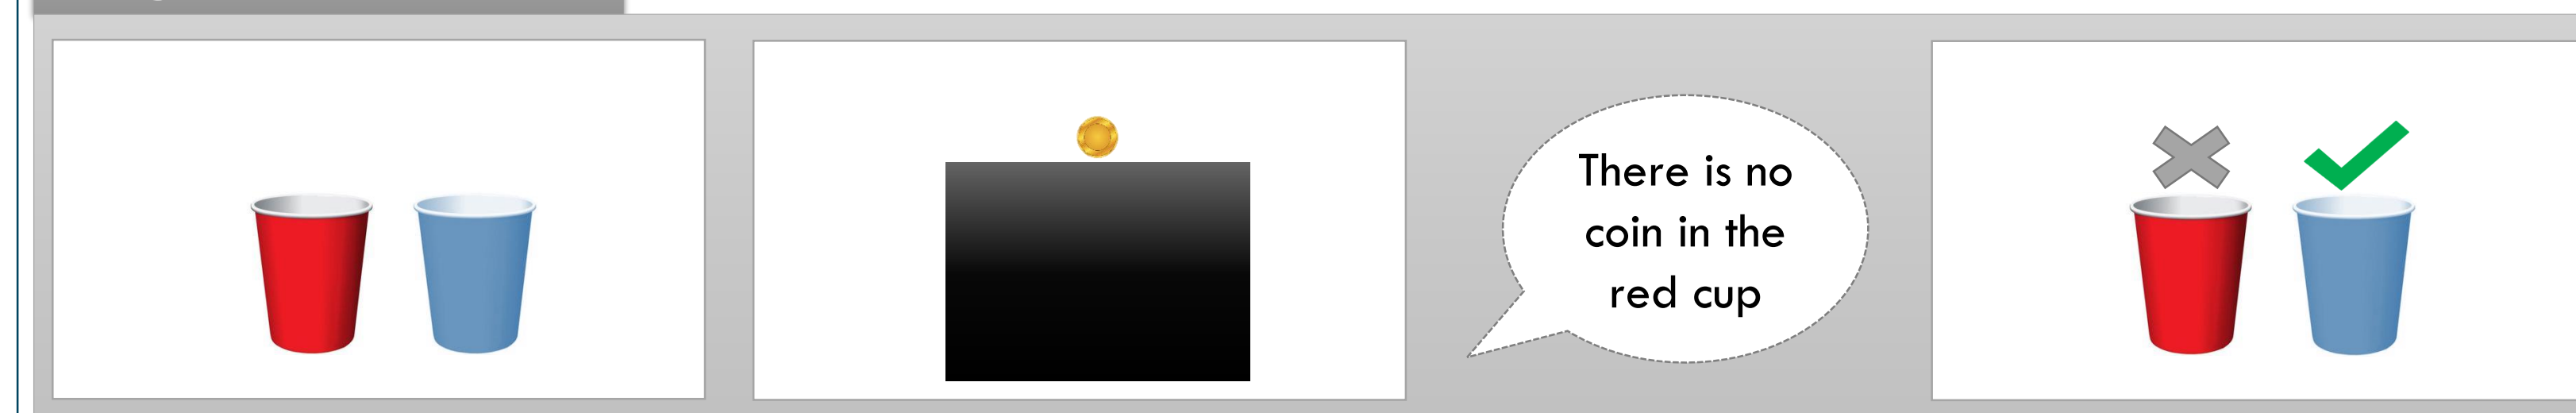 There is no
coin in the
red cup